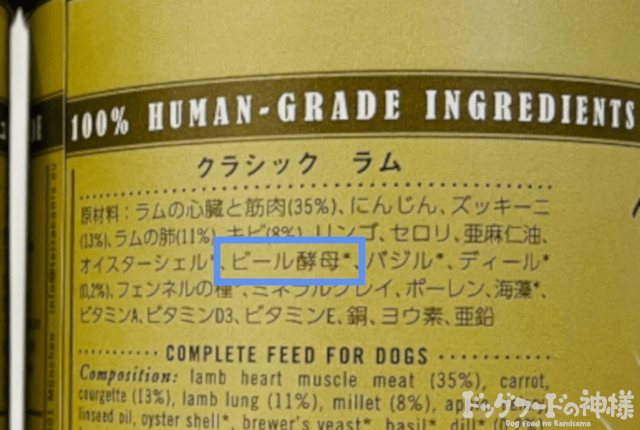 100% HUMAN-GRADE INGREDIENTS
クラシック ラム
原材料:ラムの心臓と筋肉(35%)、にんじん、ズッキーニ
(13%)、ラムの肺(11%)、キビ(8%)、リンゴ、セロリ、亜麻仁油、
オイスターシェル*、ビール酵母*、バジル*、ディール*
(0,2%)、フェンネルの種*、ミネラルクレイ、ポーレン、海藻*、
ビタミンA、ビタミンD3、ビタミンE、銅、ヨウ素、亜鉛
COMPLETE FEED FOR DOGS
Composition: lamb heart muscle meat (35%), carrot,
courgette (13%), lamb lung (11%), millet (8%),
linseed oil, oyster shell*, brewer's yeast*, basil*, dill*
ドッグフードの神様
Dog Food no Kamisama